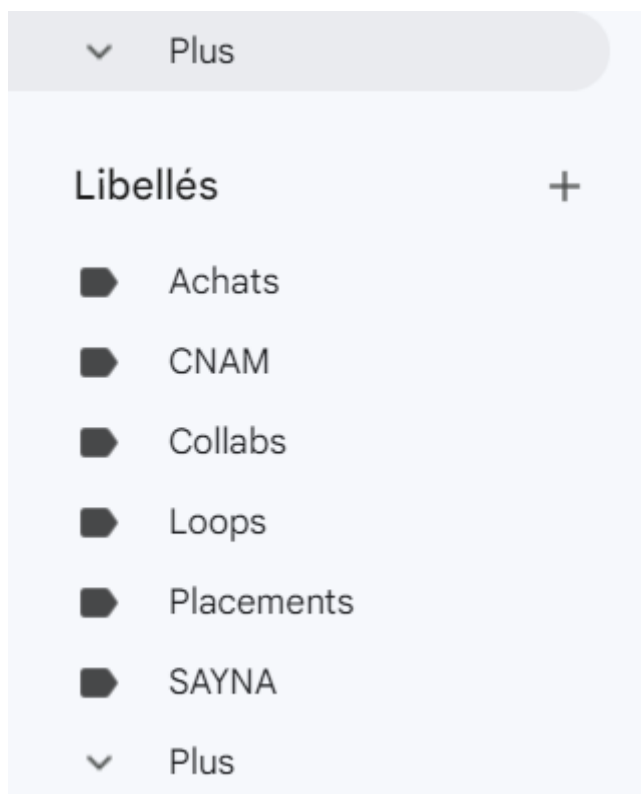 Plus
Libellés
Achats
CNAM
Collabs
Loops
Placements
SAYNA
Plus